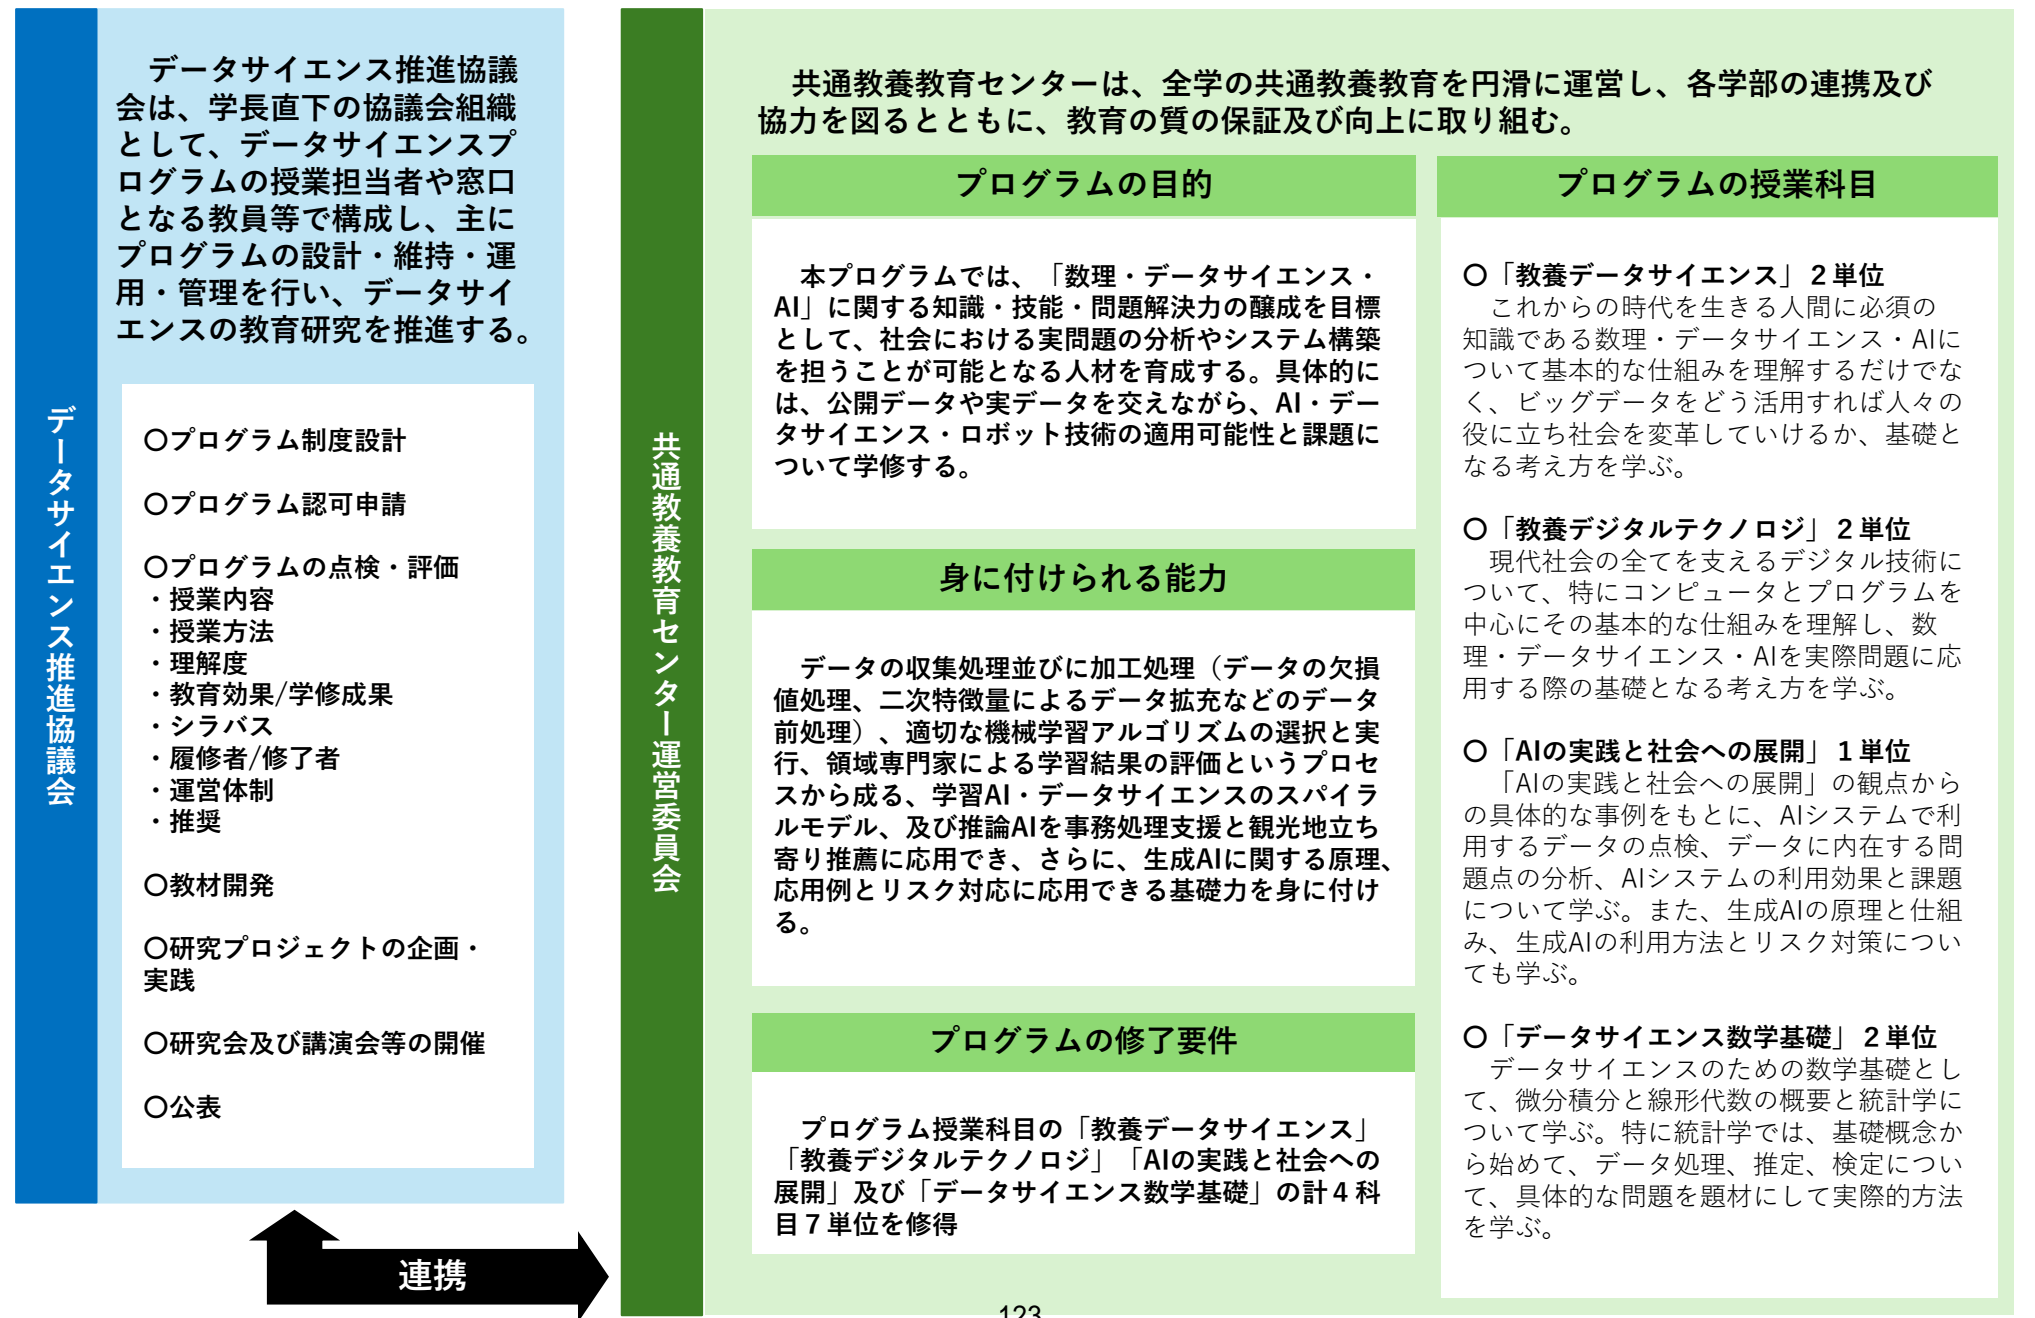 データサイエンス推進協議会
データサイエンス推進協議
会は、学長直下の協議会組織
として、データサイエンスプ
ログラムの授業担当者や窓口
となる教員等で構成し、主に
プログラムの設計・維持・運
用・管理を行い、データサイ
エンスの教育研究を推進する。
〇プログラム制度設計
〇プログラム認可申請
〇プログラムの点検・評価
・授業内容
・授業方法
・理解度
・教育効果/学修成果
・シラバス
・履修者/修了者
・運営体制
・推奨
〇教材開発
〇研究プロジェクトの企画・
実践
〇研究会及び講演会等の開催
〇公表
連携
共通教養教育センター運営委員会
共通教養教育センターは、全学の共通教養教育を円滑に運営し、各学部の連携及び
協力を図るとともに、教育の質の保証及び向上に取り組む。
プログラムの目的
本プログラムでは、「数理・データサイエンス・
AI」に関する知識・技能・問題解決力の醸成を目標
として、社会における実問題の分析やシステム構築
を担うことが可能となる人材を育成する。具体的に
は、公開データや実データを交えながら、AI・デー
タサイエンス・ロボット技術の適用可能性と課題に
ついて学修する。
身に付けられる能力
データの収集処理並びに加工処理（データの欠損
値処理、二次特徴量によるデータ拡充などのデータ
前処理）、適切な機械学習アルゴリズムの選択と実
行、領域専門家による学習結果の評価というプロセ
スから成る、学習AI・データサイエンスのスパイラ
ルモデル、及び推論AIを事務処理支援と観光地立ち
寄り推薦に応用でき、さらに、生成AIに関する原理、
応用例とリスク対応に応用できる基礎力を身に付け
る。
プログラムの修了要件
プログラム授業科目の「教養データサイエンス」
「教養デジタルテクノロジ」「AIの実践と社会への
展開」及び「データサイエンス数学基礎」の計４科
目７単位を修得
プログラムの授業科目
〇「教養データサイエンス」２単位
これからの時代を生きる人間に必須の
知識である数理・データサイエンス・AIに
ついて基本的な仕組みを理解するだけでな
く、ビッグデータをどう活用すれば人々の
役に立ち社会を変革していけるか、基礎と
なる考え方を学ぶ。
〇「教養デジタルテクノロジ」２単位
現代社会の全てを支えるデジタル技術に
ついて、特にコンピュータとプログラムを
中心にその基本的な仕組みを理解し、数
理・データサイエンス・AIを実際問題に応
用する際の基礎となる考え方を学ぶ。
〇「AIの実践と社会への展開」１単位
「AIの実践と社会への展開」の観点から
の具体的な事例をもとに、AIシステムで利
用するデータの点検、データに内在する問
題点の分析、AIシステムの利用効果と課題
について学ぶ。また、生成AIの原理と仕組
み、生成AIの利用方法とリスク対策につい
ても学ぶ。
〇「データサイエンス数学基礎」２単位
データサイエンスのための数学基礎とし
て、微分積分と線形代数の概要と統計学に
ついて学ぶ。特に統計学では、基礎概念か
ら始めて、データ処理、推定、検定につい
て、具体的な問題を題材にして実際的方法
を学ぶ。
123